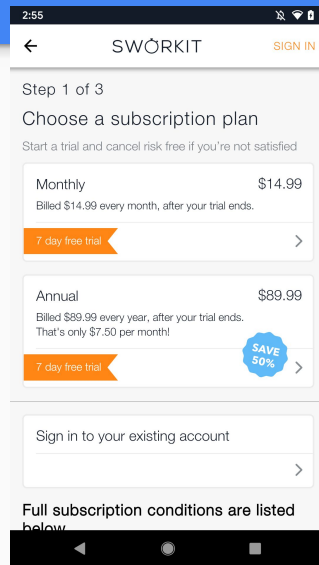 2:55
SWORKIT
SIGN IN
Step 1 of 3
Choose a subscription plan
Start a trial and cancel risk free if you're not satisfied
Monthly
$14.99
Billed $14.99 every month, after your trial ends.
7 day free trial
Annual
$89.99
Billed $89.99 every year, after your trial ends.
That's only $7.50 per month!
SAVE
50%
7 day free trial
Sign in to your existing account
Full subscription conditions are listed
below